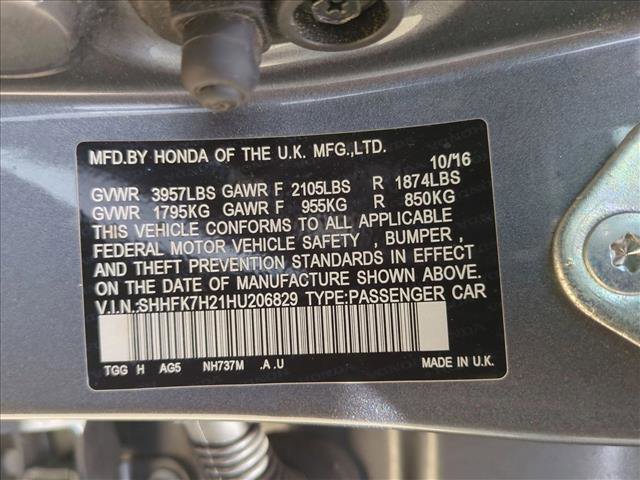 MFD.BY HONDA OF THE U.K. MFG.,LTD. 10/16
GVWR 3957LBS GAWR F 2105LBS R 1874LBS
GVWR 1795KG GAWR F 955KG R 850KG
THIS VEHICLE CONFORMS TO ALL APPLICABLE
FEDERAL MOTOR VEHICLE SAFETY , BUMPER ,
AND THEFT PREVENTION STANDARDS IN EFFECT
ON THE DATE OF MANUFACTURE SHOWN ABOVE.
V.I.N.:SHHFK7H21HU206829 TYPE:PASSENGER CAR
TGG H AG5 NH737M .A .U MADE IN U.K.